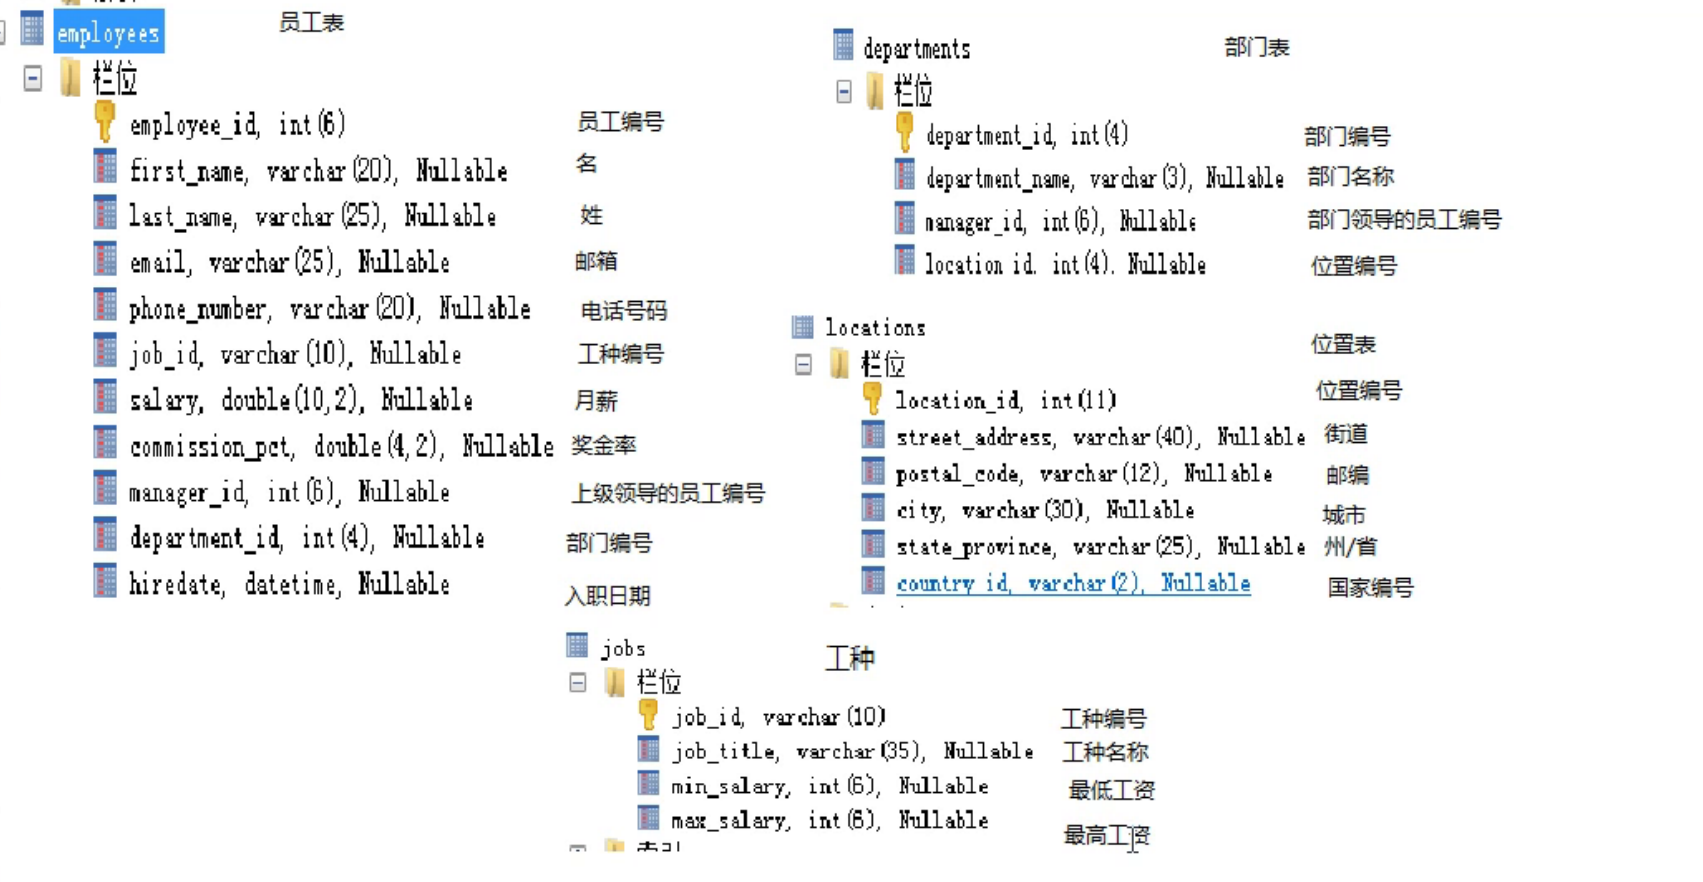 employees 员工表
栏位
employee_id, int(6) 员工编号
first_name, varchar(20), Nullable 名
last_name, varchar(25), Nullable 姓
email, varchar(25), Nullable 邮箱
phone_number, varchar(20), Nullable 电话号码
job_id, varchar(10), Nullable 工种编号
salary, double(10,2), Nullable 月薪
commission_pct, double(4,2), Nullable 奖金率
manager_id, int(6), Nullable 上级领导的员工编号
department_id, int(4), Nullable 部门编号
hiredate, datetime, Nullable 入职日期
departments 部门表
栏位
department_id, int(4) 部门编号
department_name, varchar(3), Nullable 部门名称
manager_id, int(6), Nullable 部门领导的员工编号
location_id, int(4), Nullable 位置编号
locations 位置表
栏位
location_id, int(11) 位置编号
street_address, varchar(40), Nullable 街道
postal_code, varchar(12), Nullable 邮编
city, varchar(30), Nullable 城市
state_province, varchar(25), Nullable 州/省
country_id, varchar(2), Nullable 国家编号
jobs 工种
栏位
job_id, varchar(10) 工种编号
job_title, varchar(35), Nullable 工种名称
min_salary, int(6), Nullable 最低工资
max_salary, int(6), Nullable 最高工资